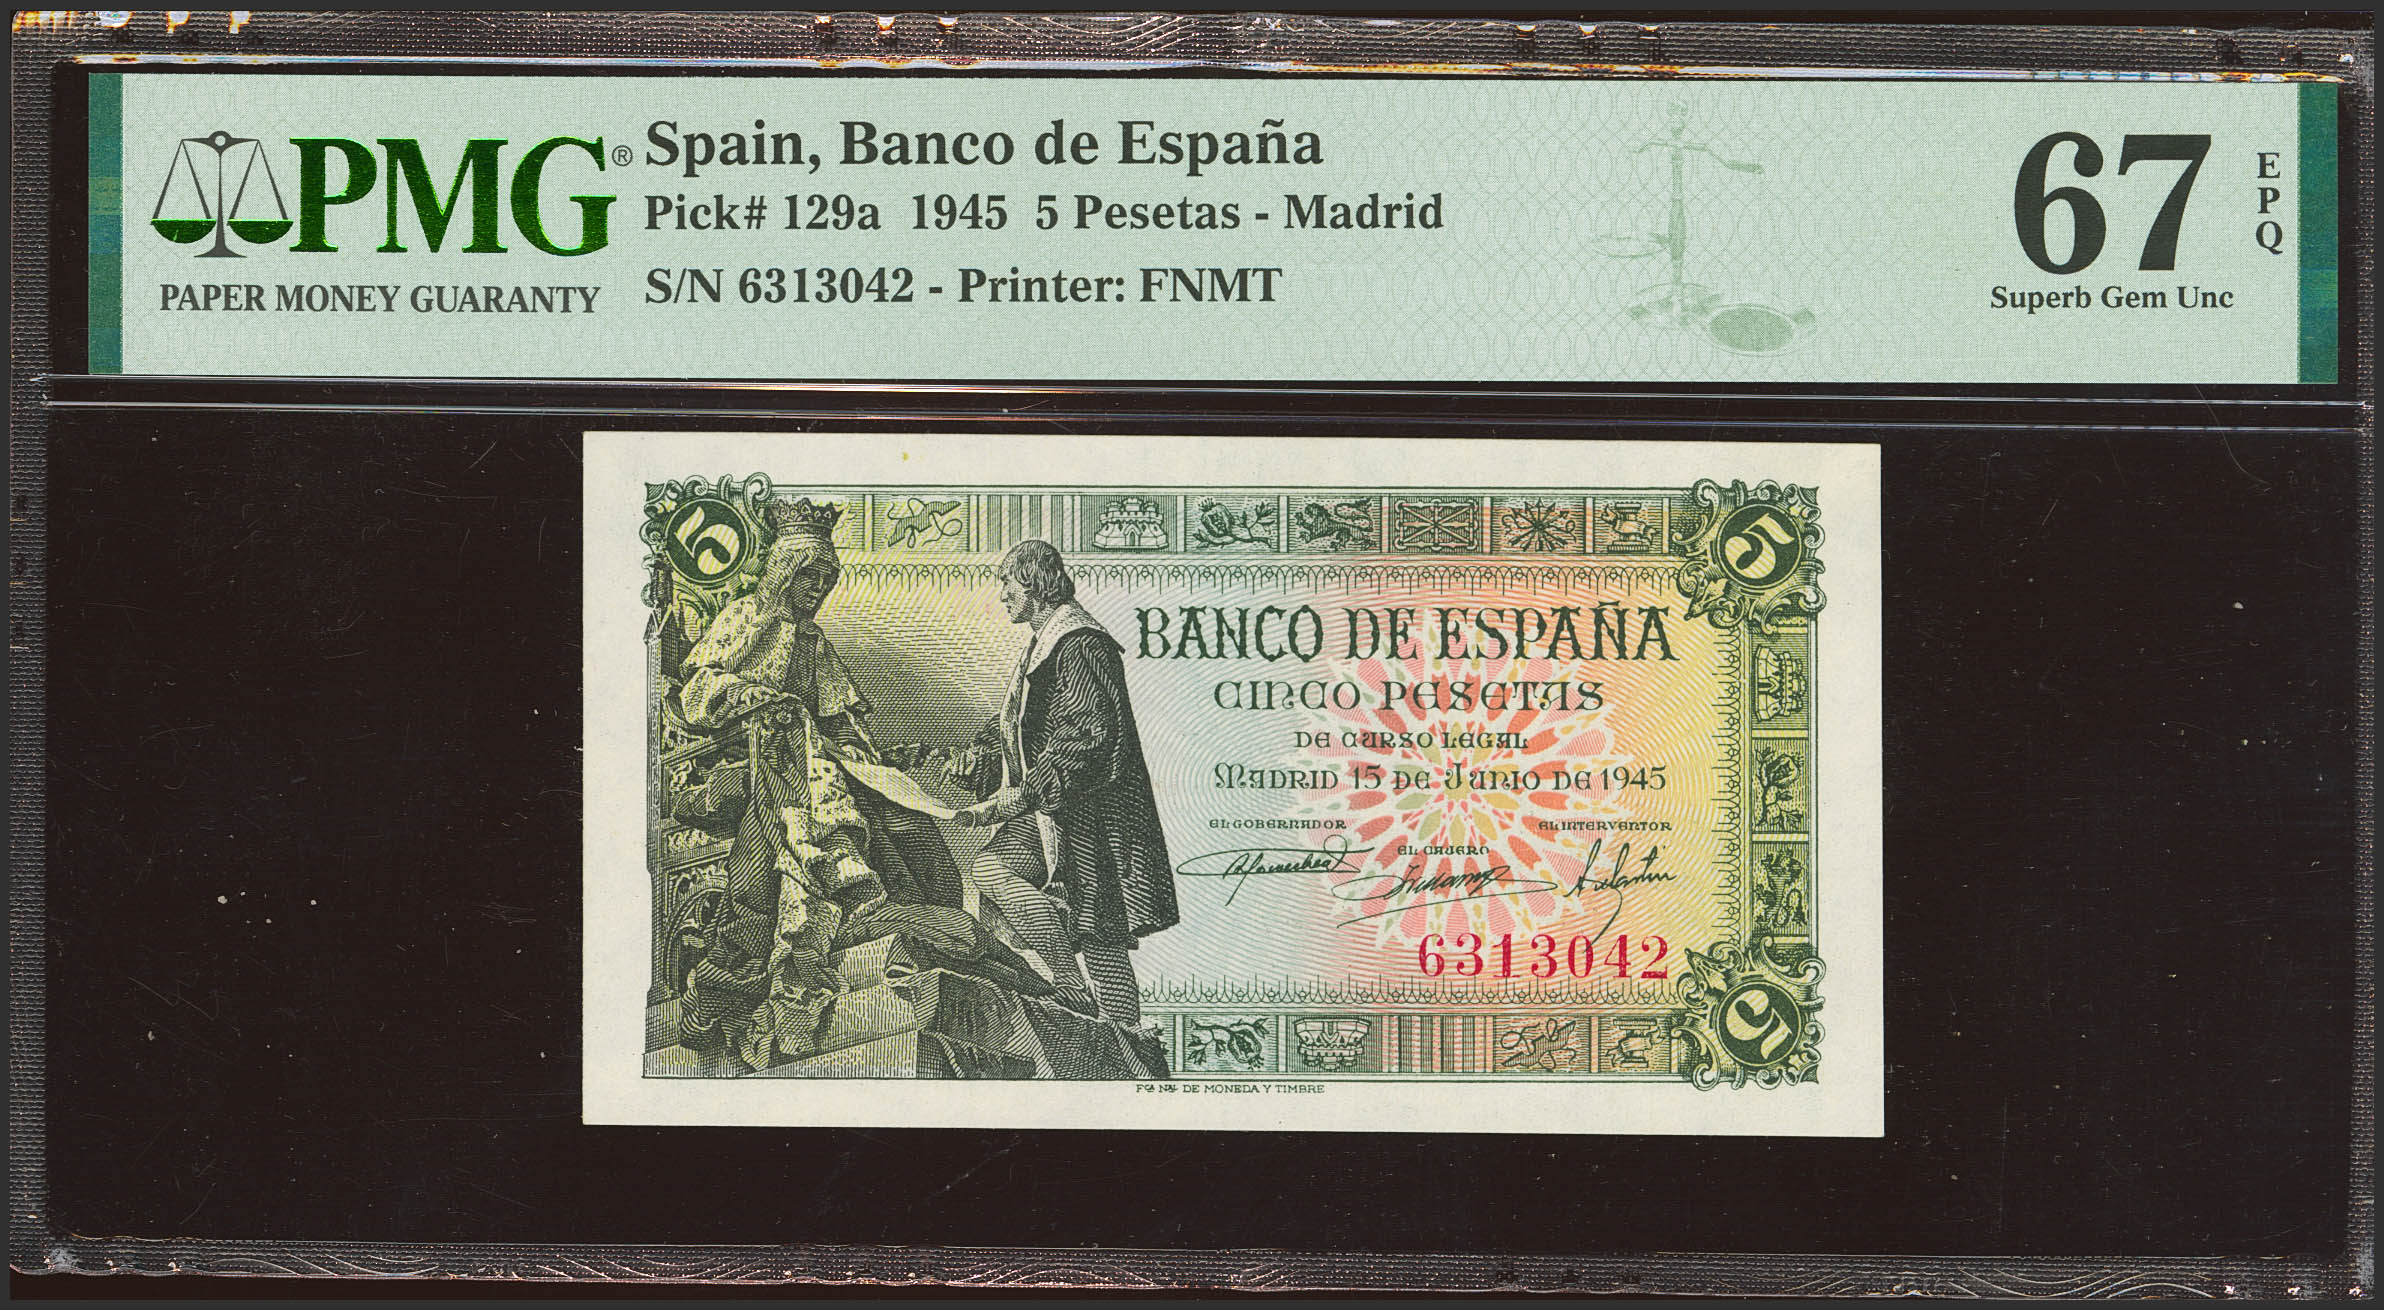 PMG®
PAPER MONEY GUARANTY
Spain, Banco de España
Pick# 129a 1945 5 Pesetas - Madrid
S/N 6313042 - Printer: FNMT
67
EPQ
Superb Gem Unc
5
5
BANCO DE ESPAÑA
CINCO PESETAS
DE CURSO LEGAL
MADRID 15 DE JUNIO DE 1945
EL GOBERNADOR
EL INTERVENTOR
EL CAJERO
6313042
5
FCA NAL DE MONEDA Y TIMBRE